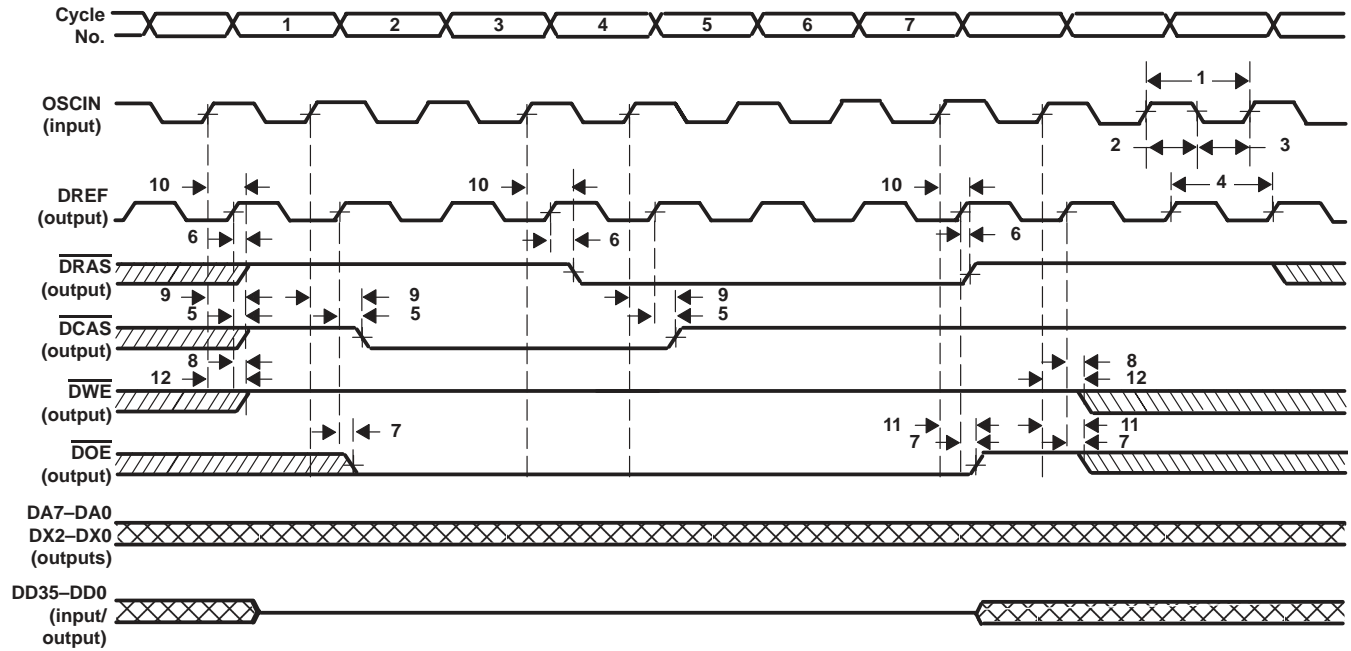 Cycle
No.
1 2 3 4 5 6 7
OSCIN
(input)
1
2 3
DREF
(output)
10 10 10 4
6 6 6
DRAS
(output)
9 9 9
5 5 5
DCAS
(output)
8 8
12 12
DWE
(output)
7 11 11
7 7
DOE
(output)
DA7–DA0
DX2–DX0
(outputs)
DD35–DD0
(input/
output)